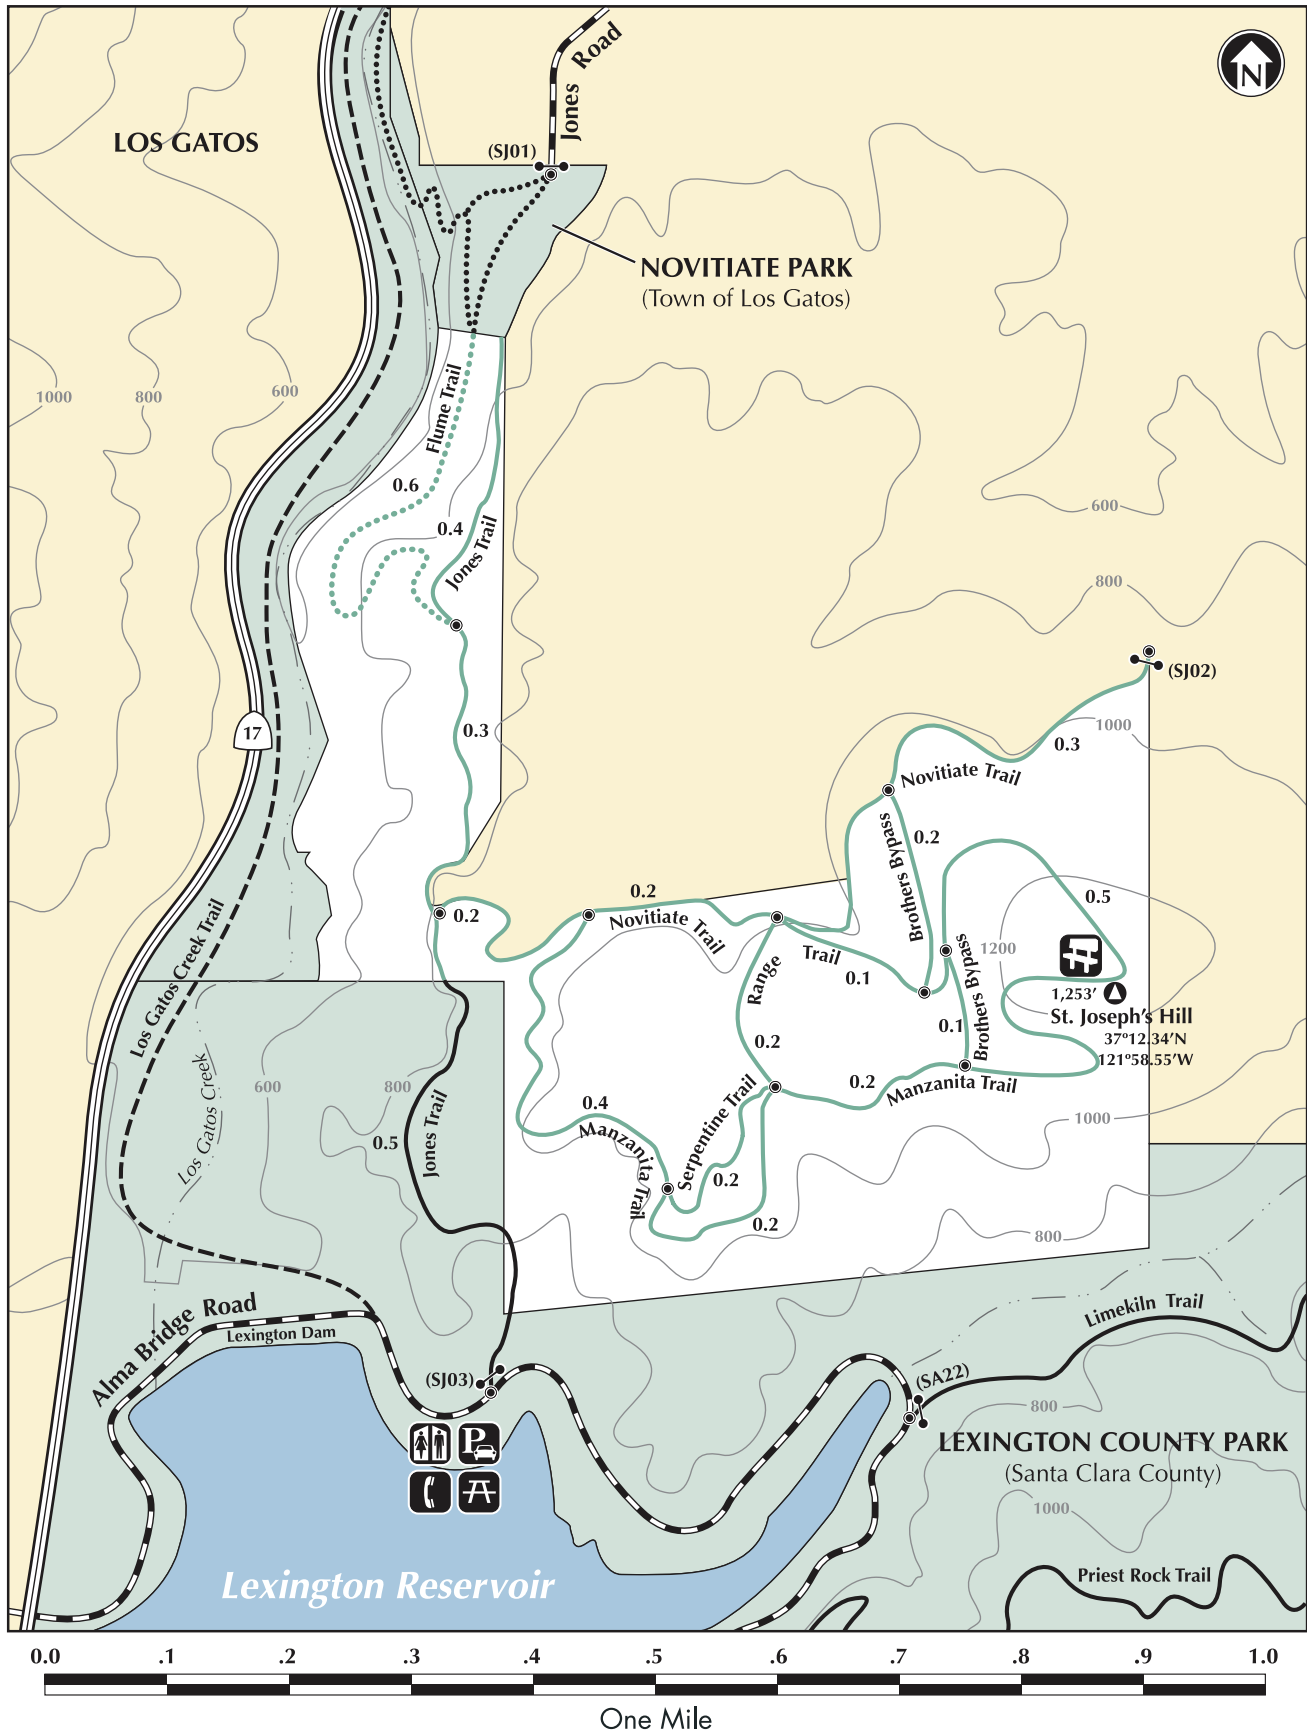 LOS GATOS
Jones Road
N
(SJ01)
NOVITIATE PARK
(Town of Los Gatos)
1000
800
600
Flume Trail
0.6
0.4
Jones Trail
600
800
(SJ02)
1000
0.3
17
0.3
Novitiate Trail
0.2
Brothers Bypass
0.2
0.2
Novitiate Trail
0.5
1200
Trail
0.1
Range
0.2
Brothers Bypass
0.1
1,253'
St. Joseph's Hill
37º12.34'N
121º58.55'W
Los Gatos Creek Trail
Los Gatos Creek
600
800
0.5
Jones Trail
0.4
Manzanita Trail
Serpentine Trail
0.2
0.2
0.2
Manzanita Trail
1000
800
Alma Bridge Road
Lexington Dam
Limekiln Trail
(SJ03)
(SA22)
800
P
LEXINGTON COUNTY PARK
(Santa Clara County)
1000
Lexington Reservoir
Priest Rock Trail
0.0 .1 .2 .3 .4 .5 .6 .7 .8 .9 1.0
One Mile